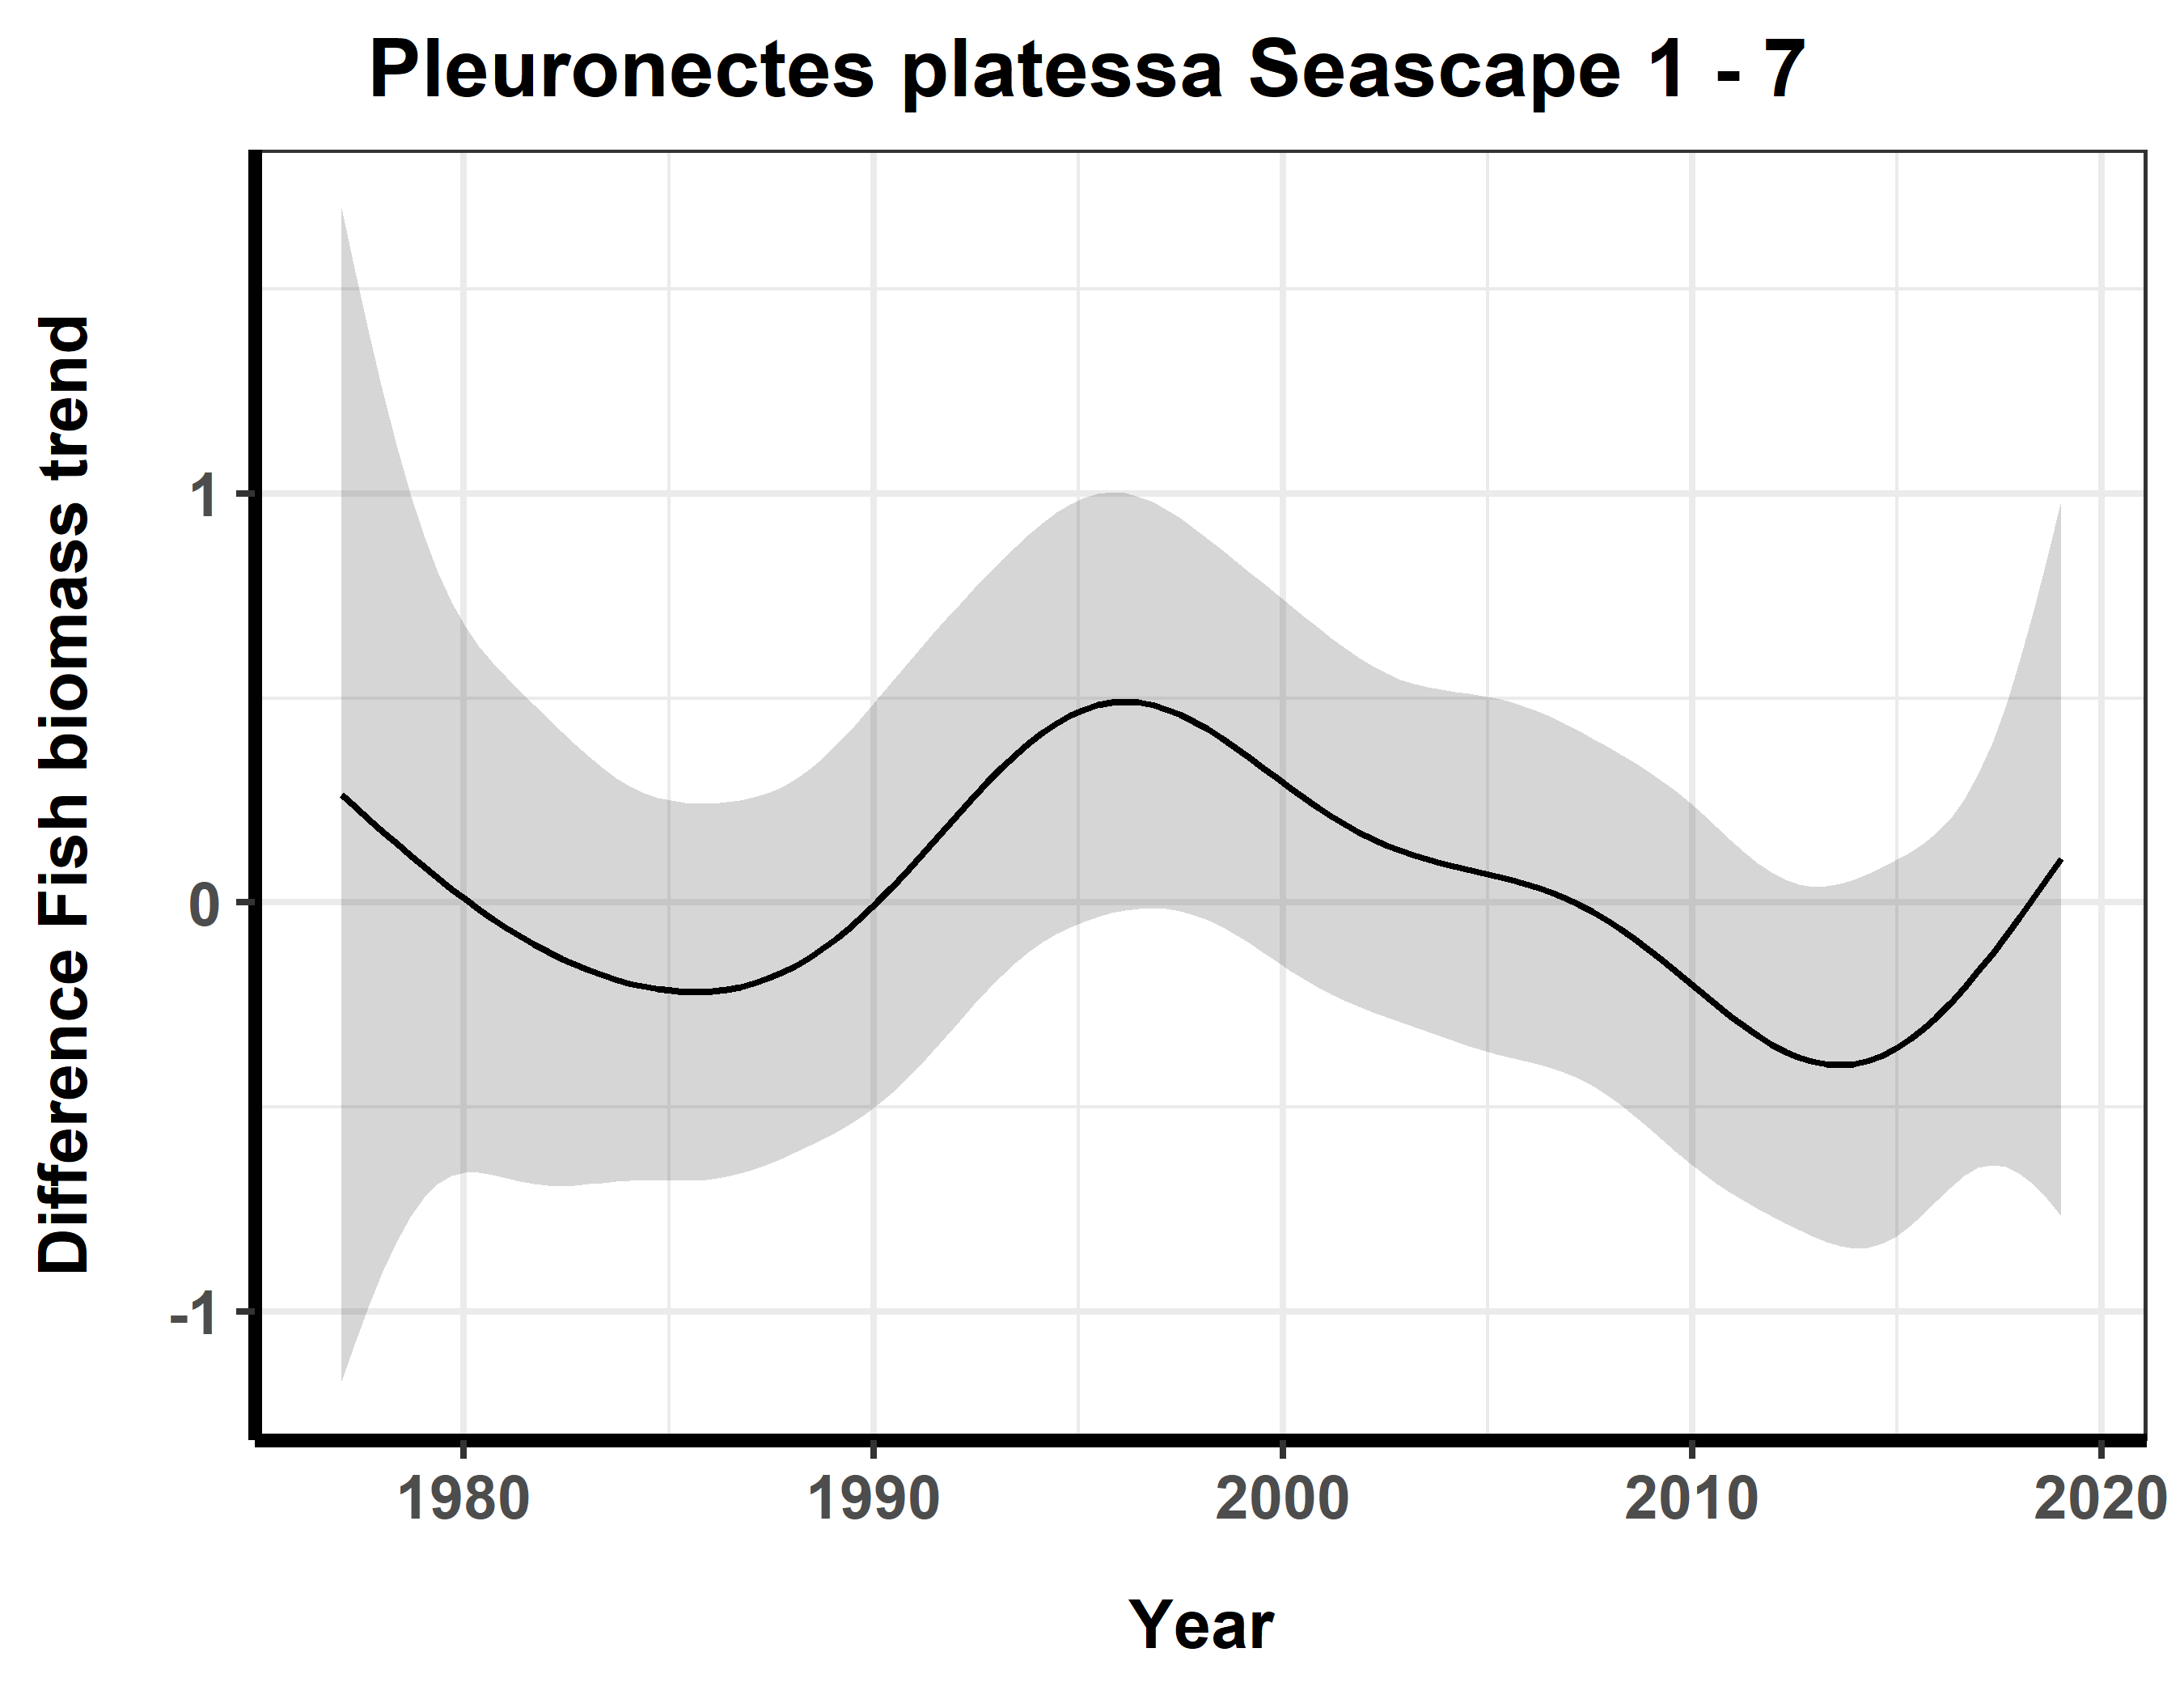 Pleuronectes platessa Seascape 1 - 7
Difference Fish biomass trend
1
0
-1
1980 1990 2000 2010 2020
Year